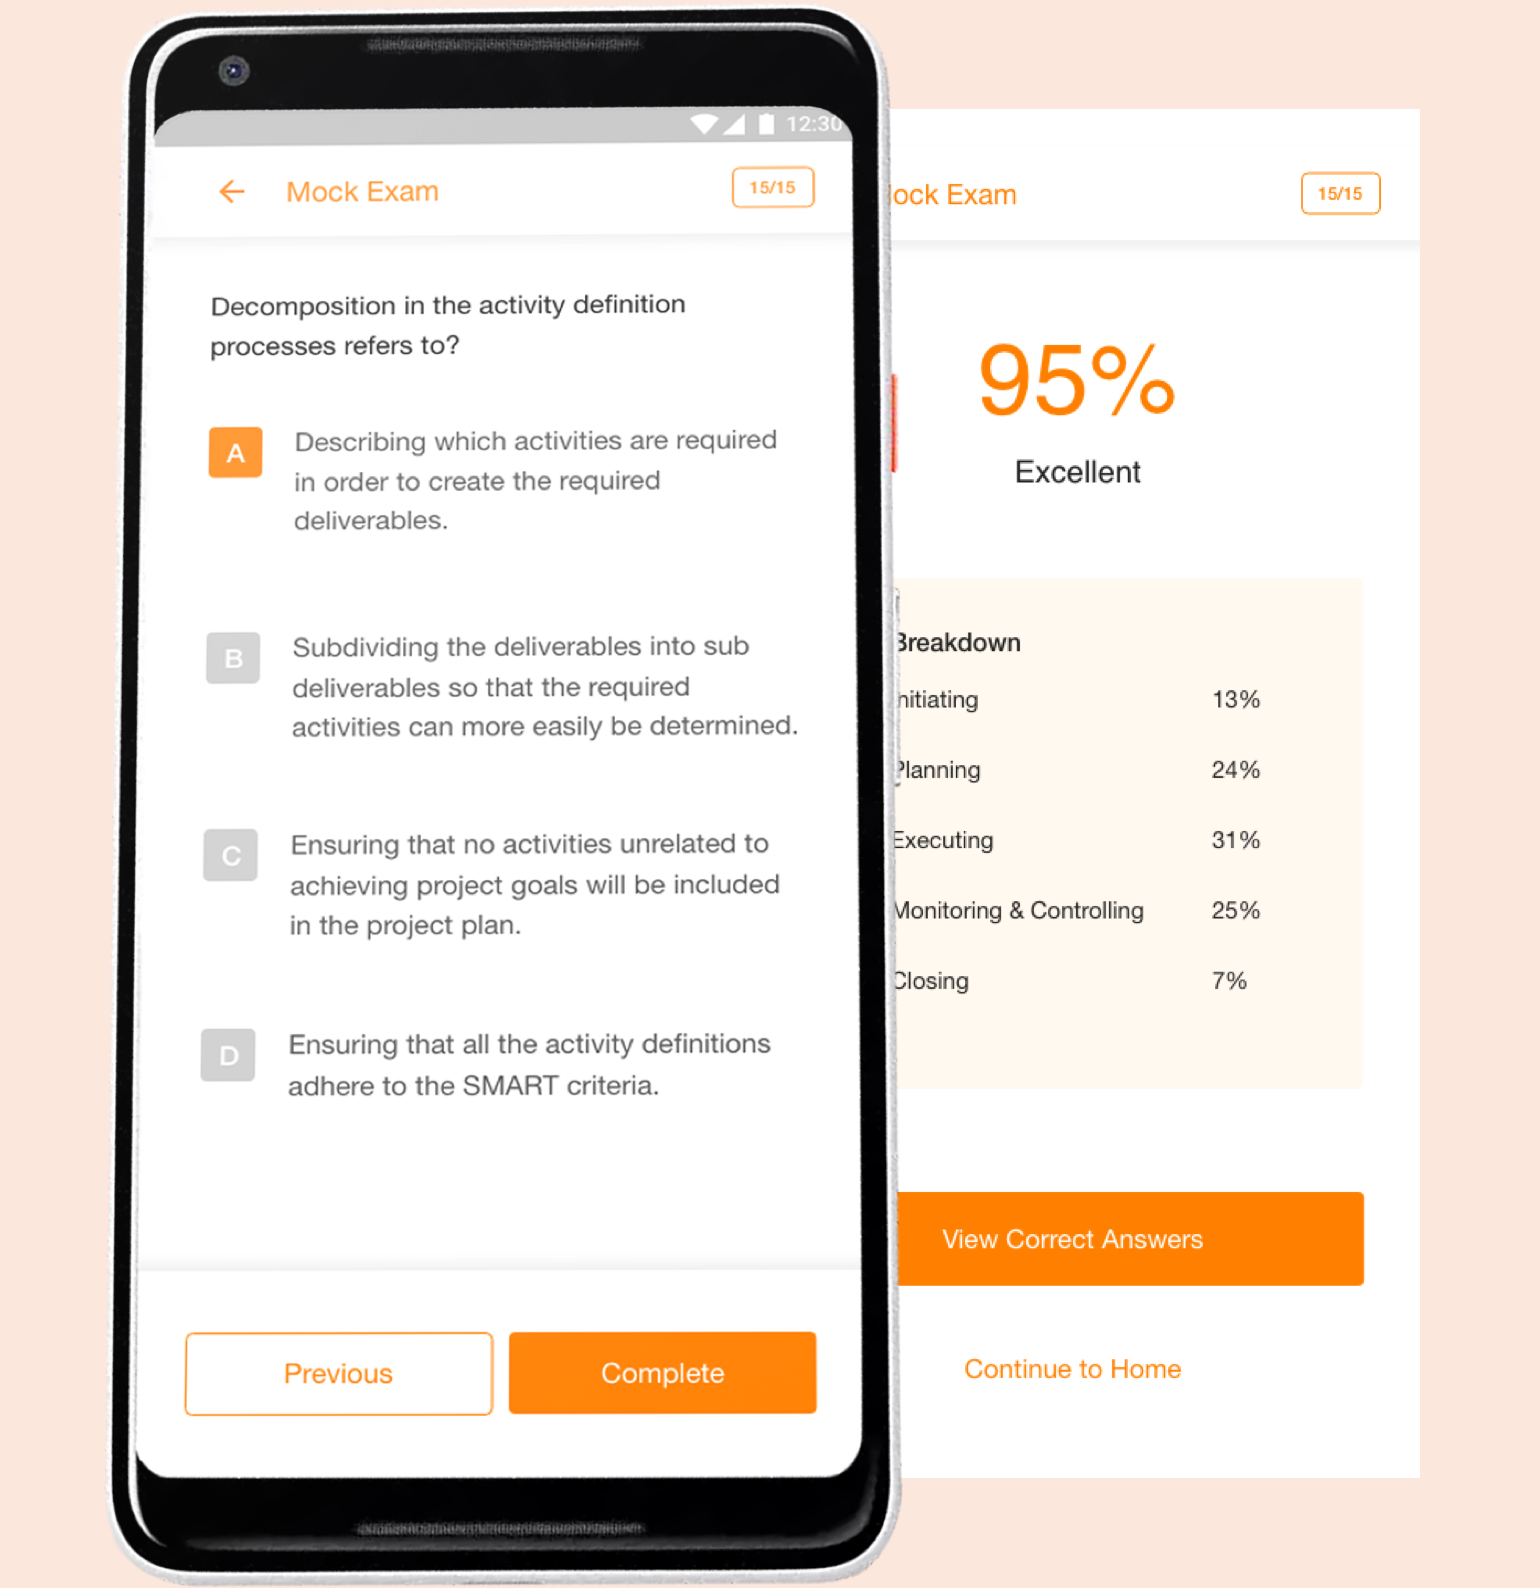 12:30
Mock Exam
15/15
Decomposition in the activity definition
processes refers to?
A
Describing which activities are required
in order to create the required
deliverables.
B
Subdividing the deliverables into sub
deliverables so that the required
activities can more easily be determined.
C
Ensuring that no activities unrelated to
achieving project goals will be included
in the project plan.
D
Ensuring that all the activity definitions
adhere to the SMART criteria.
Previous
Complete
ock Exam
15/15
95%
Excellent
Breakdown
nitiating 13%
Planning 24%
Executing 31%
Monitoring & Controlling 25%
Closing 7%
View Correct Answers
Continue to Home